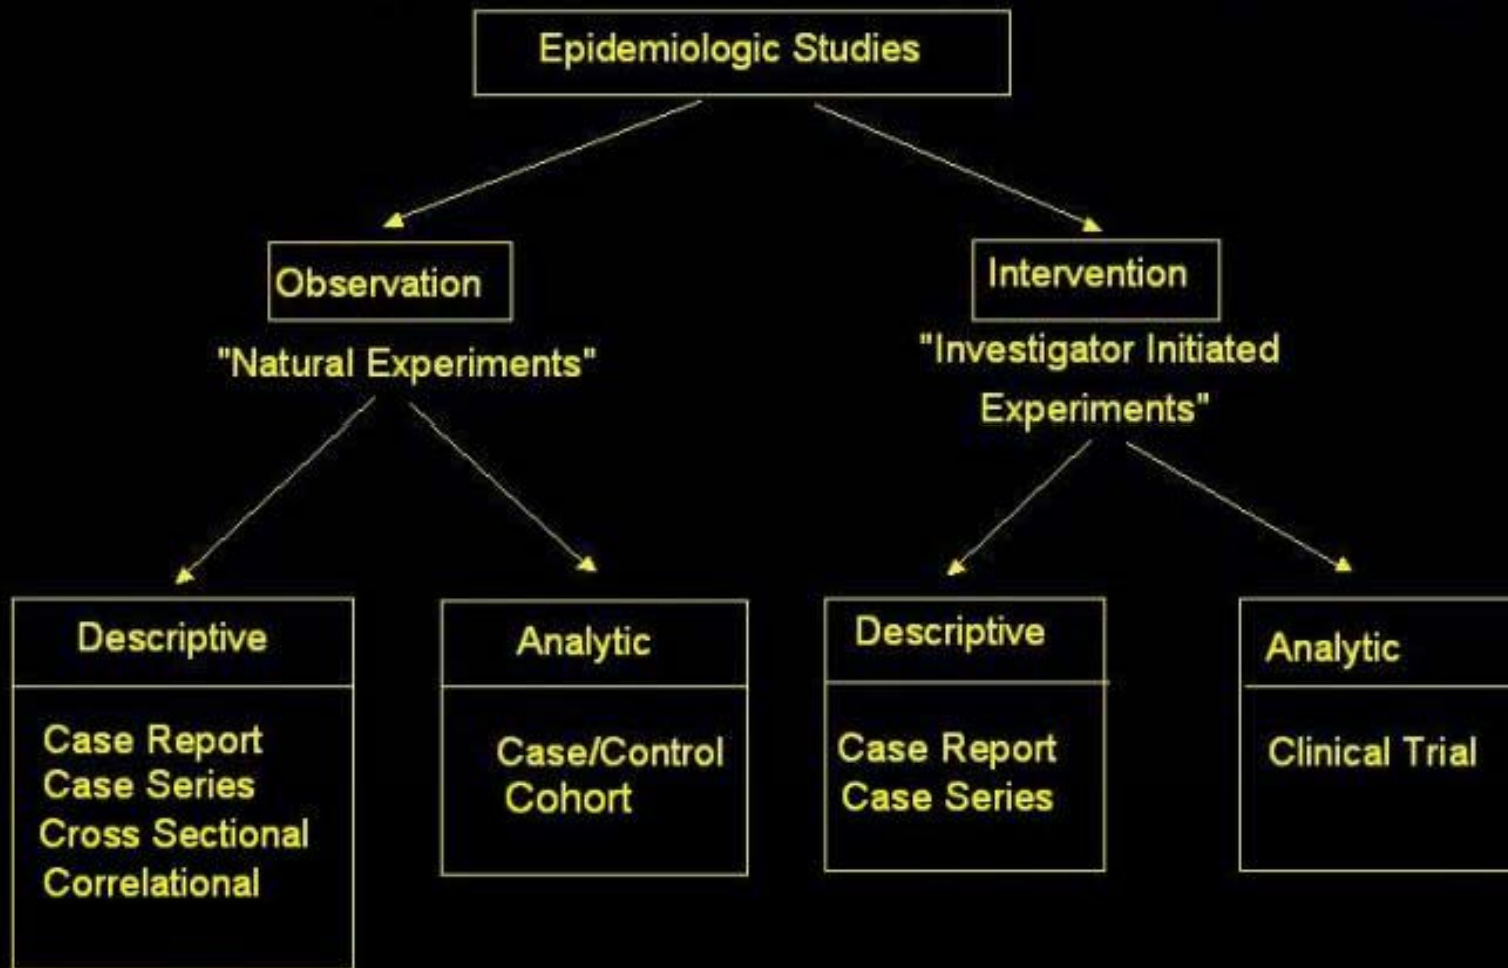 Epidemiologic Studies
Observation
"Natural Experiments"
Intervention
"Investigator Initiated
Experiments"
Descriptive
Case Report
Case Series
Cross Sectional
Correlational
Analytic
Case/Control
Cohort
Descriptive
Case Report
Case Series
Analytic
Clinical Trial